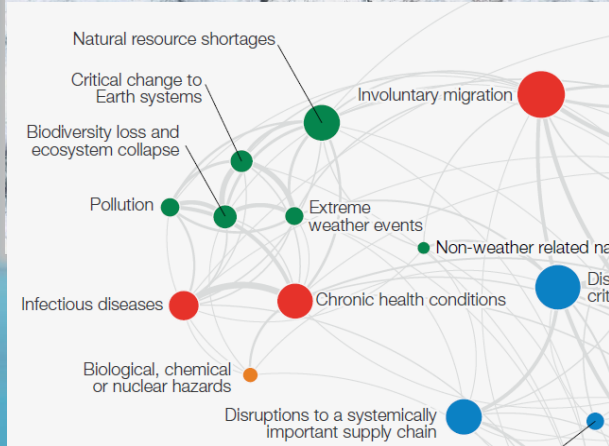 Natural resource shortages
Critical change to
Earth systems
Involuntary migration
Biodiversity loss and
ecosystem collapse
Pollution
Extreme
weather events
Non-weather related
Infectious diseases
Chronic health conditions
Biological, chemical
or nuclear hazards
Disruptions to a systemically
important supply chain